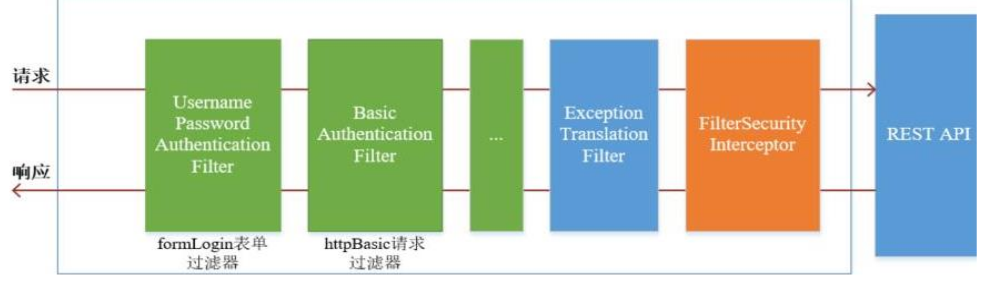 请求
响应
Username
Password
Authentication
Filter
formLogin表单
过滤器
Basic
Authentication
Filter
httpBasic请求
过滤器
...
Exception
Translation
Filter
FilterSecurity
Interceptor
REST API